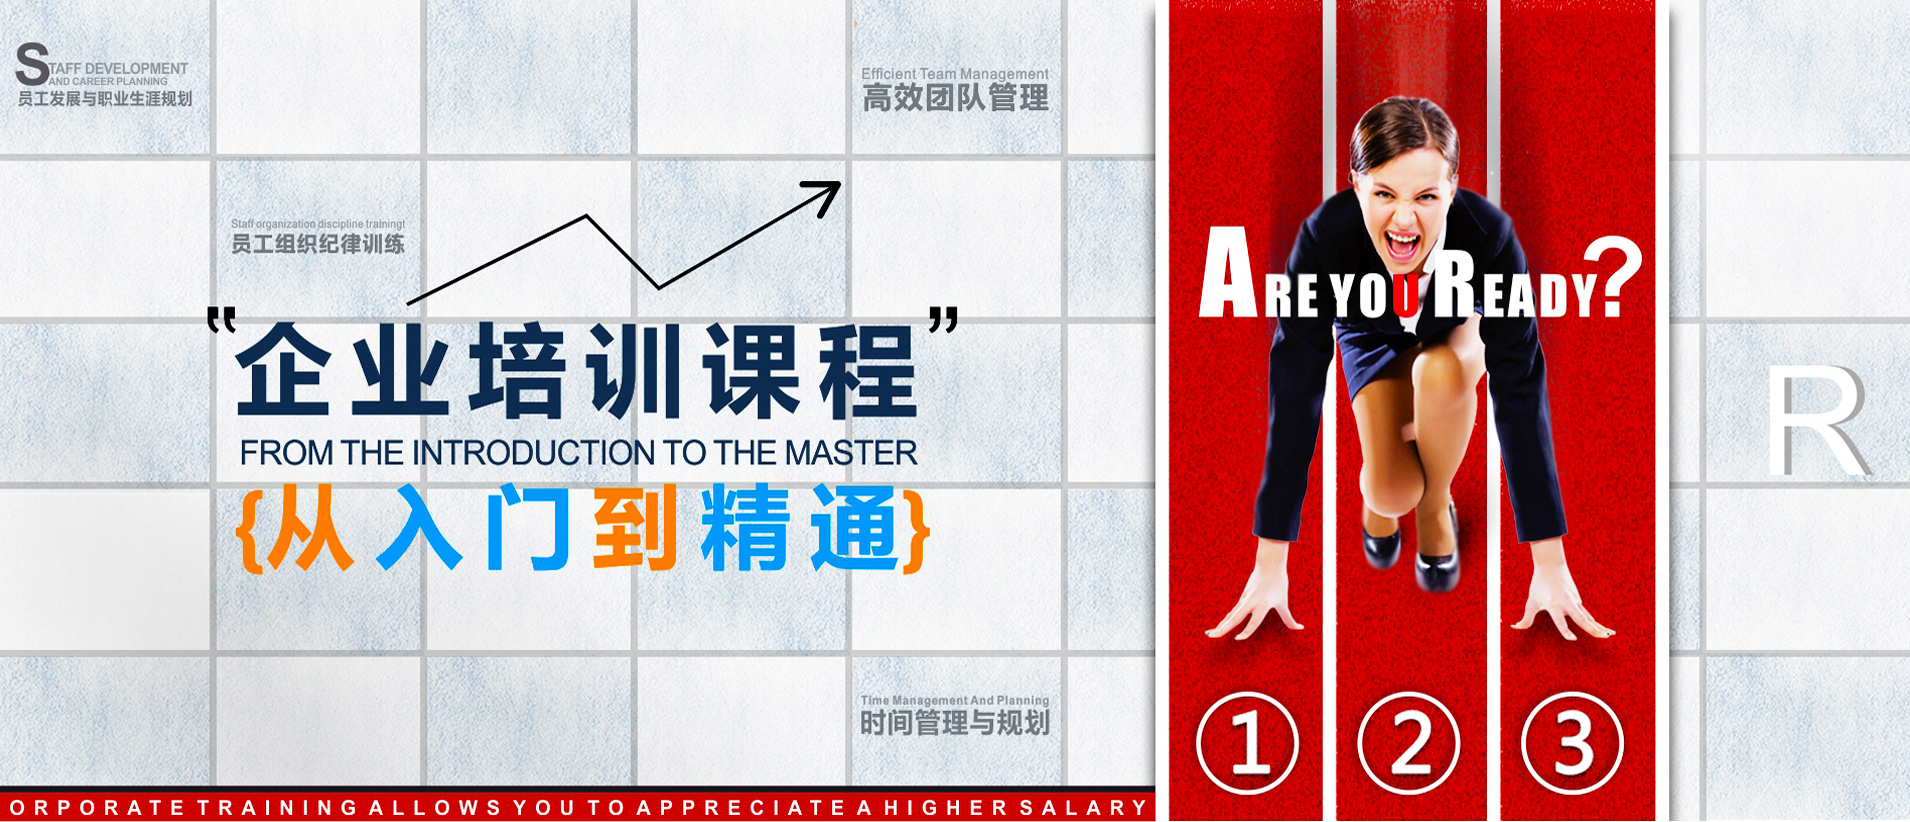 STAFF DEVELOPMENT
AND CAREER PLANNING
员工发展与职业生涯规划
Efficient Team Management
高效团队管理
Staff organization discipline training!
员工组织纪律训练
"企业培训课程"
FROM THE INTRODUCTION TO THE MASTER
{从入门到精通}
Time Management And Planning
时间管理与规划
ORPORATE TRAINING ALLOWS YOU TO APPRECIATE A HIGHER SALARY
ARE YOU READY?
① ② ③
R